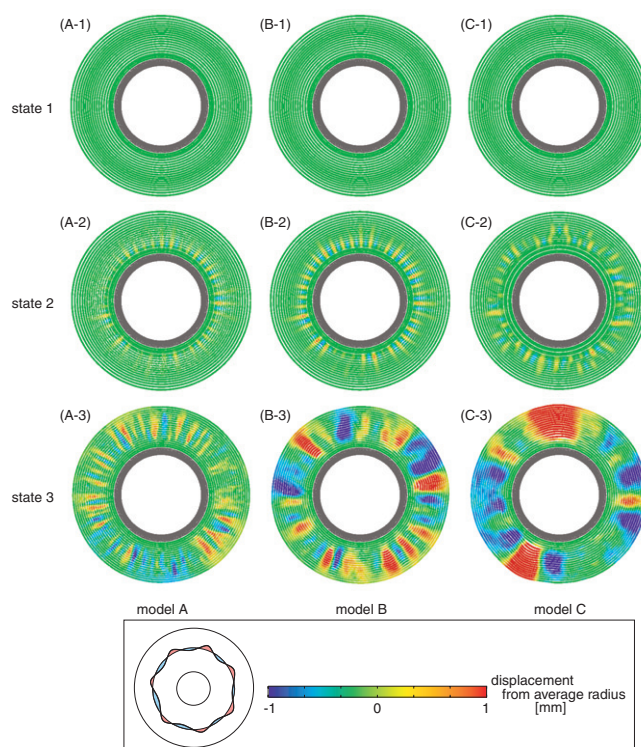 (A-1) (B-1) (C-1)
state 1
(A-2) (B-2) (C-2)
state 2
(A-3) (B-3) (C-3)
state 3
model A model B model C
displacement
from average radius
-1 0 1 [mm]